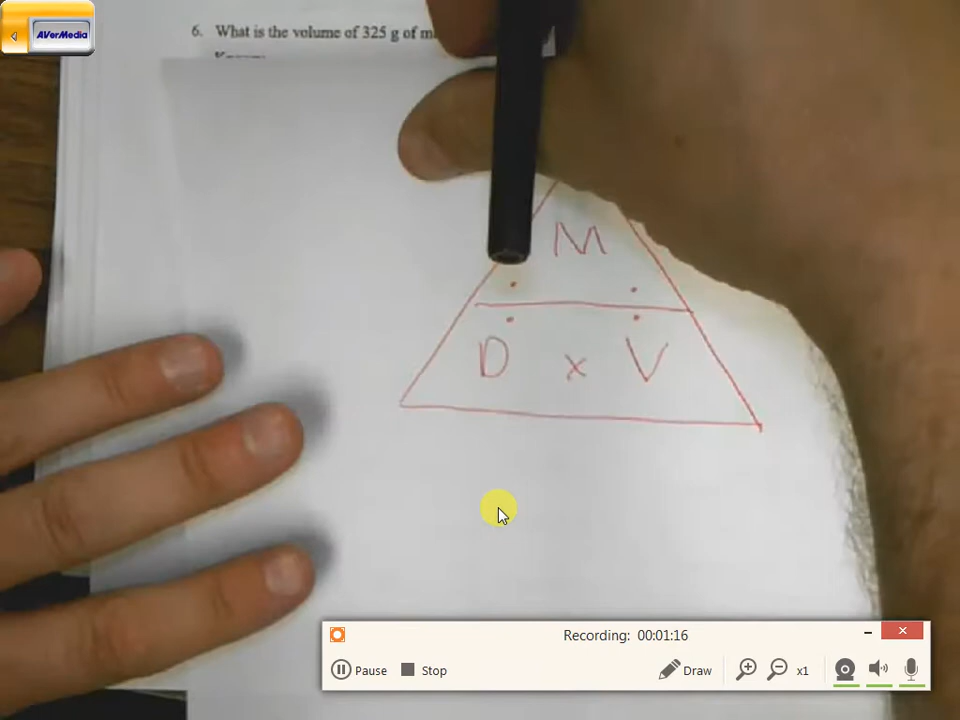 AVerMedia
6. What is the volume of 325 g of
M
D x V
Recording: 00:01:16
Pause Stop Draw x1